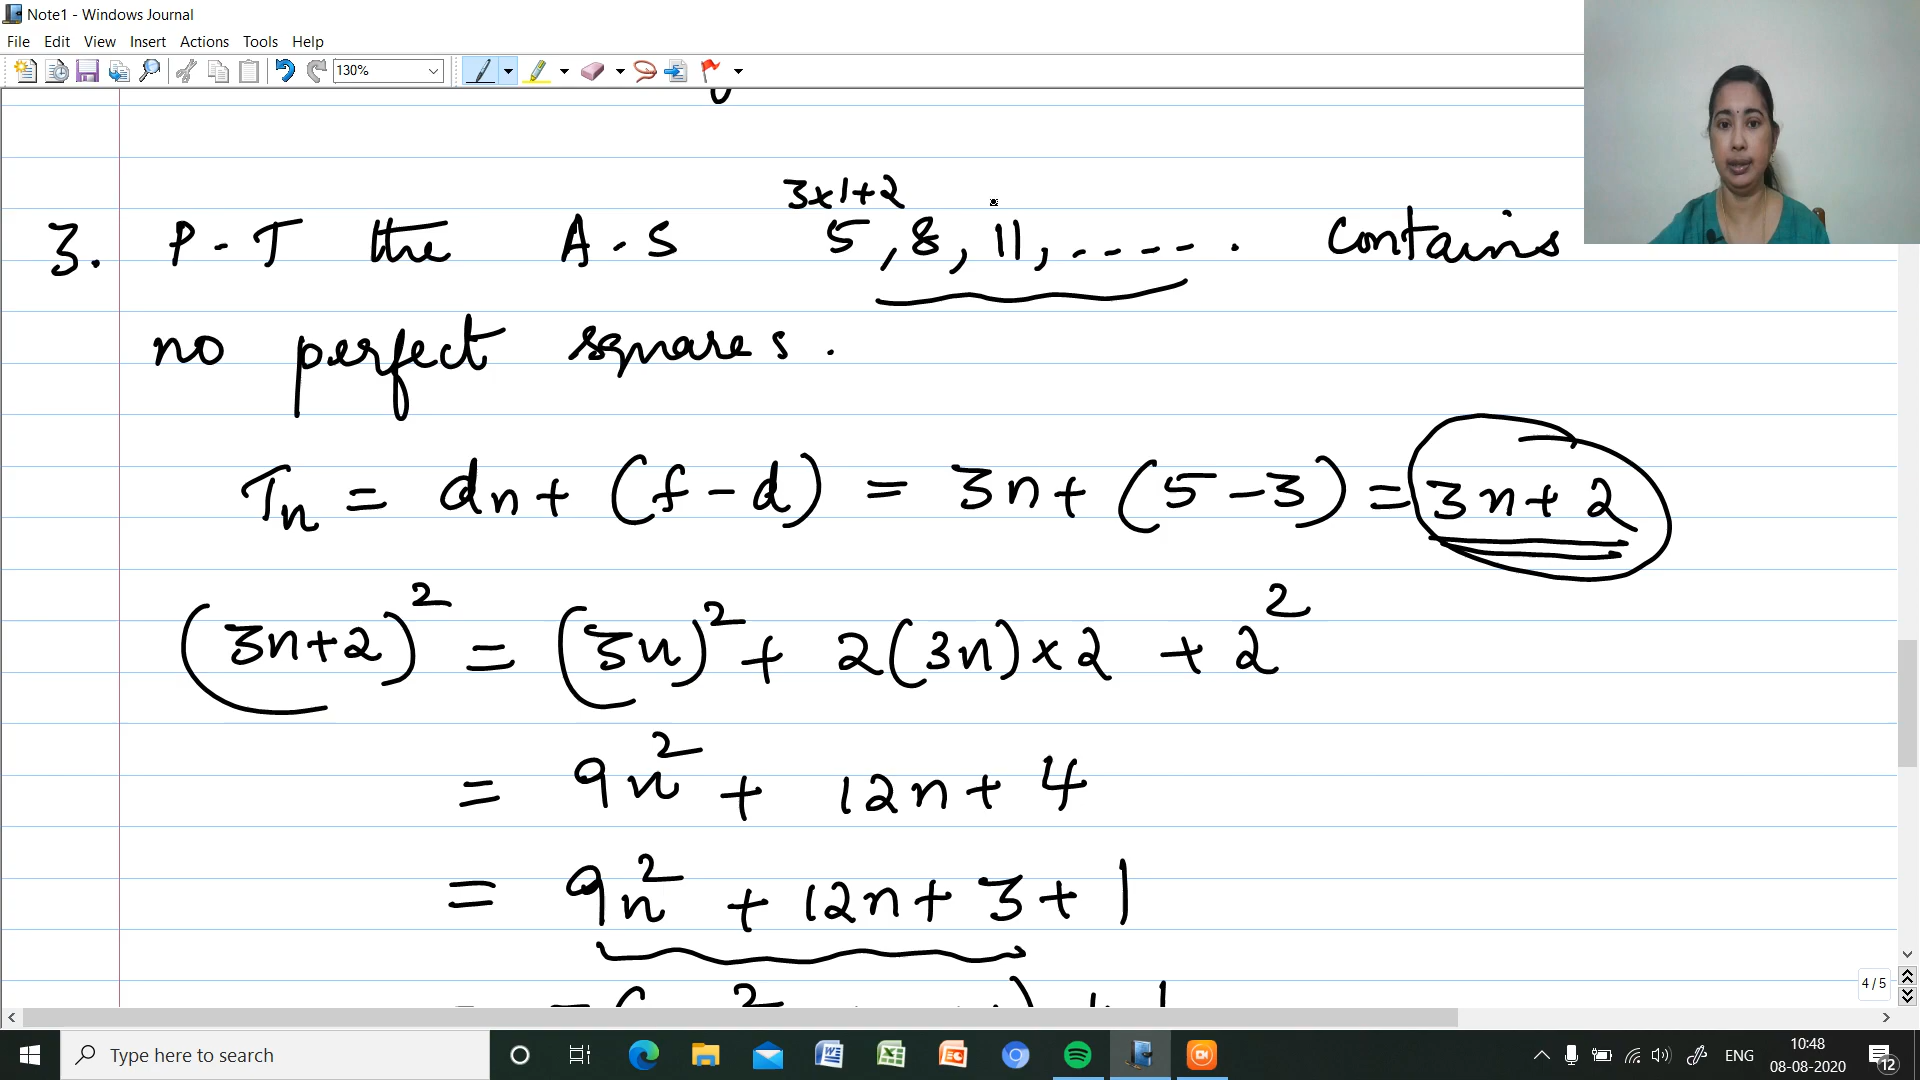 Note1 - Windows Journal
File Edit View Insert Actions Tools Help
130%
3x1+2
3. P-T the A-S 5, 8, 11, ..... contains
no perfect squares.
Tn = dn + (f - d) = 3n + (5 - 3) = 3n + 2
(3n+2)² = (3n)² + 2(3n)×2 + 2²
= 9n² + 12n + 4
= 9n² + 12n + 3 + 1
4 / 5
Type here to search
ENG
10:48
08-08-2020
12